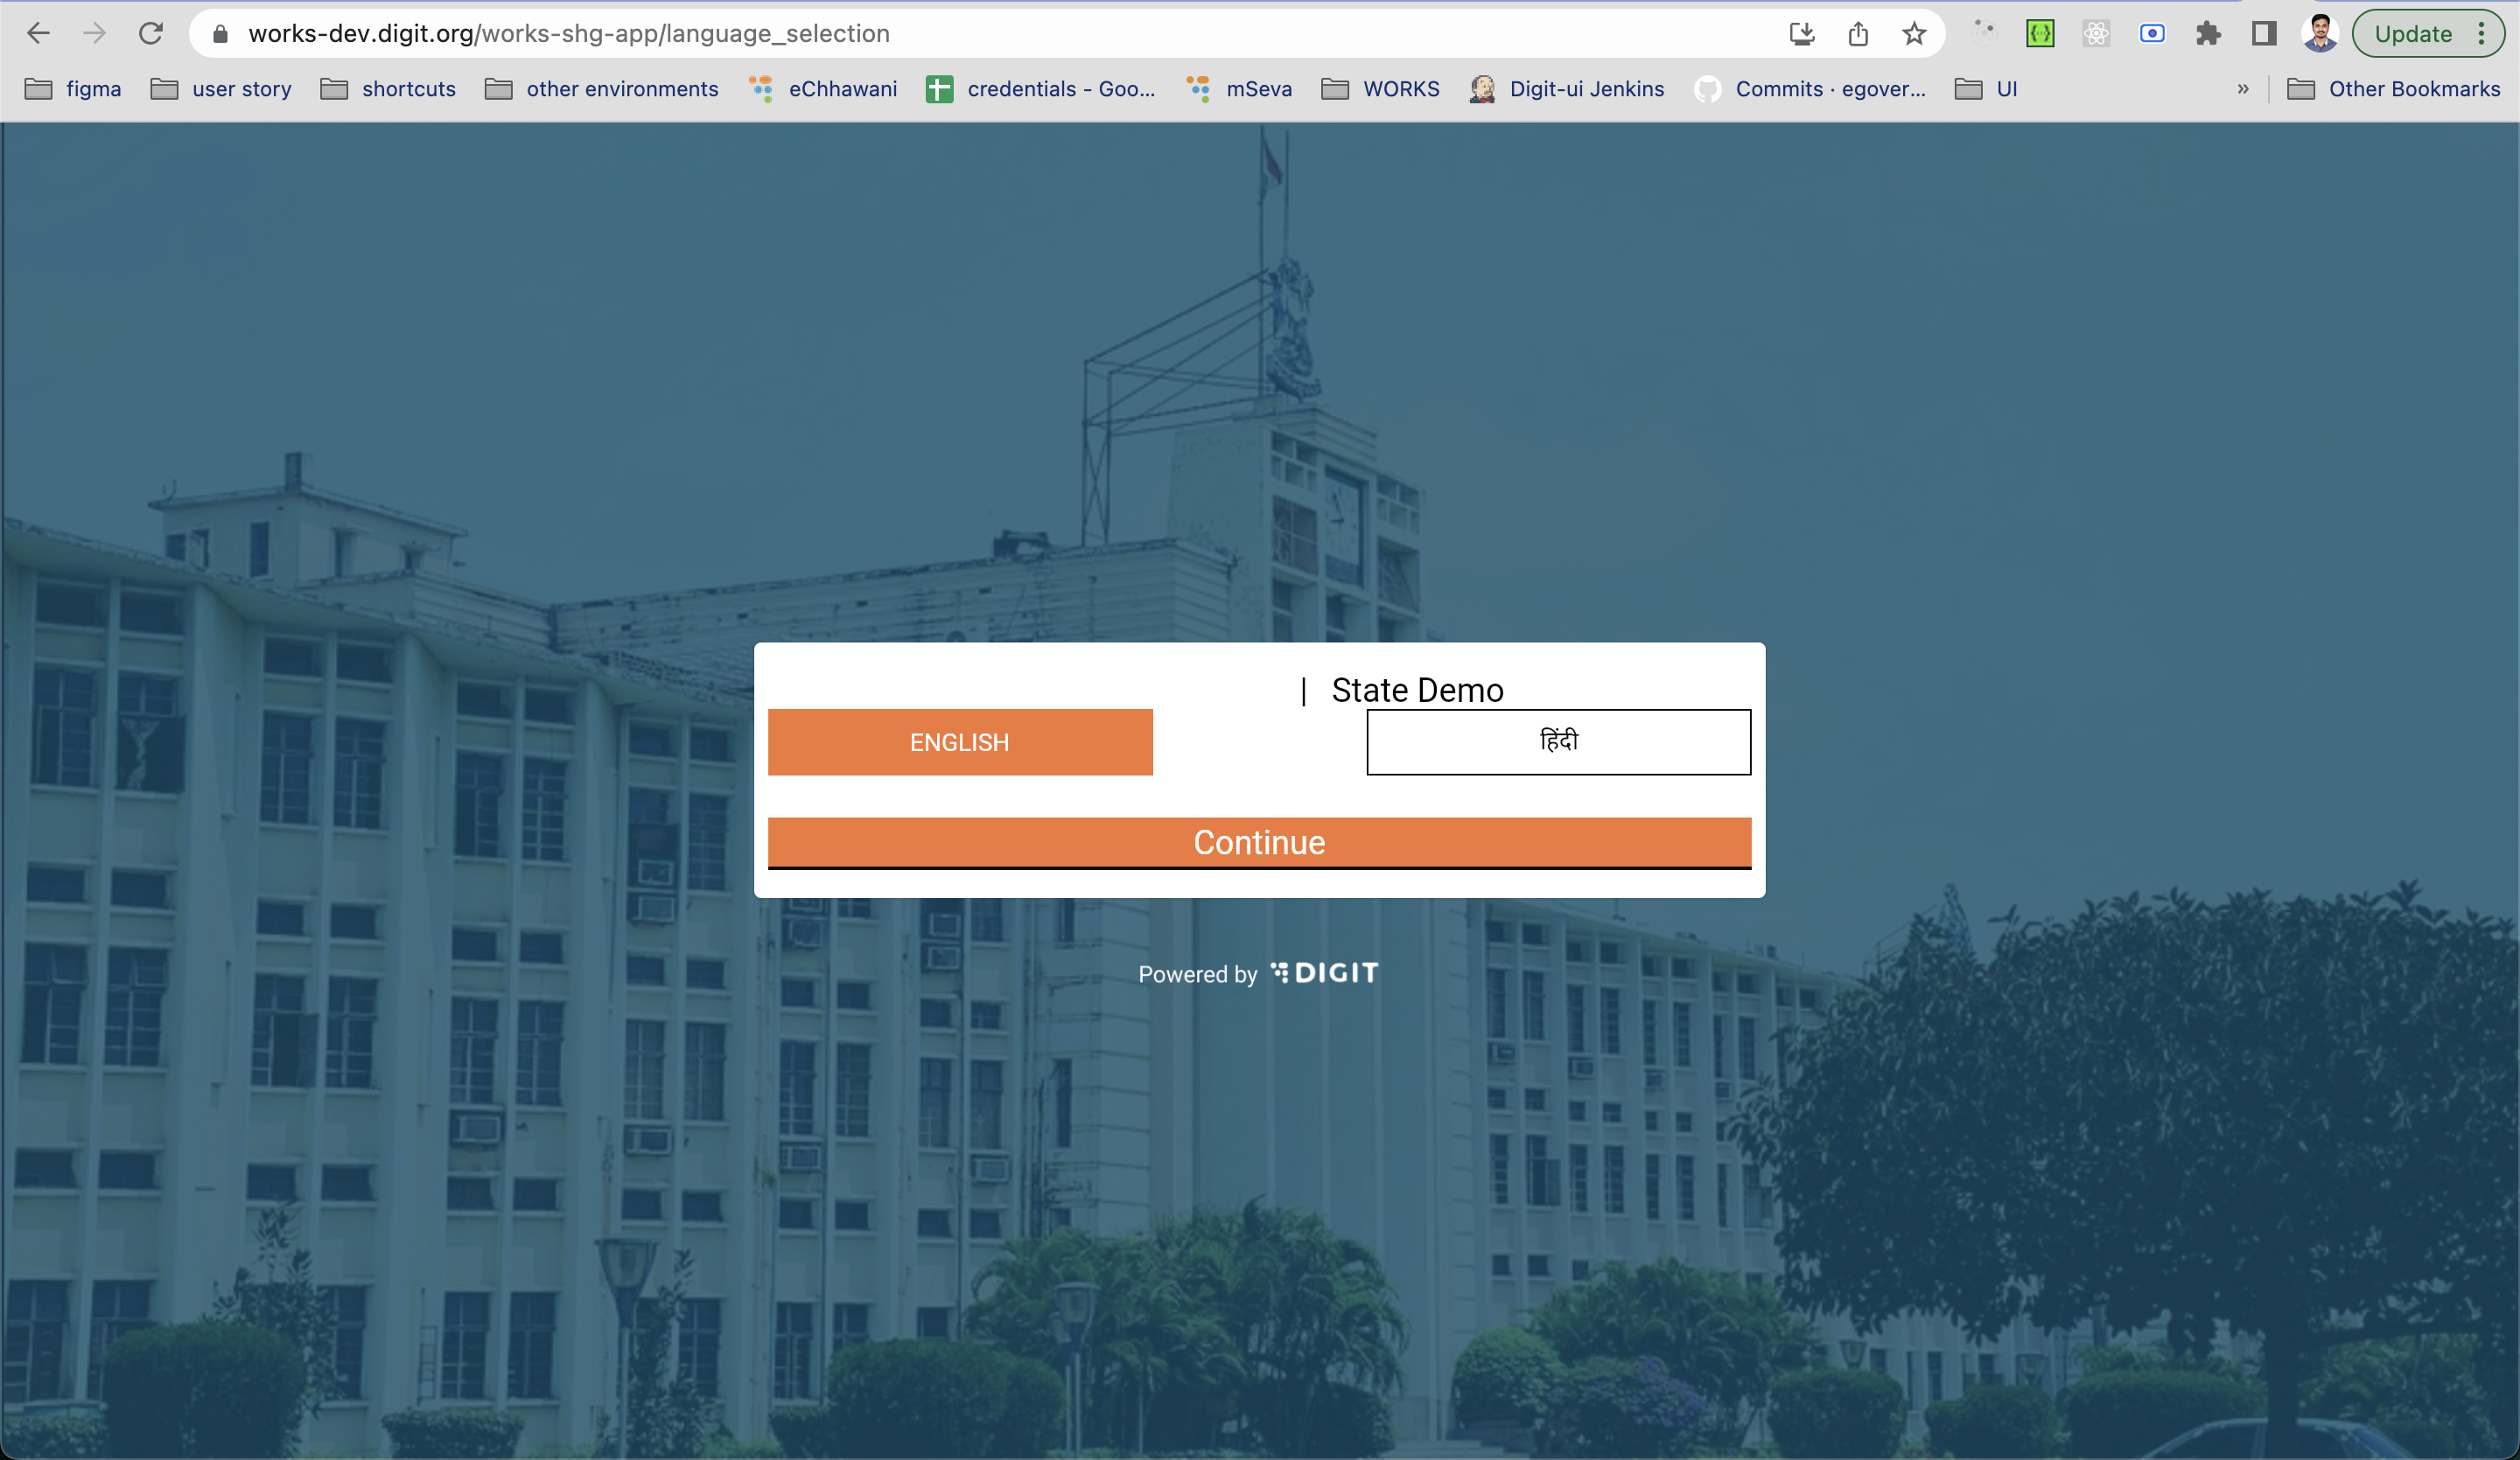 works-dev.digit.org/works-shg-app/language_selection
Update
figma
user story
shortcuts
other environments
eChhawani
credentials - Goo...
mSeva
WORKS
Digit-ui Jenkins
Commits · egover...
UI
»
Other Bookmarks
| State Demo
ENGLISH
हिंदी
Continue
Powered by DIGIT